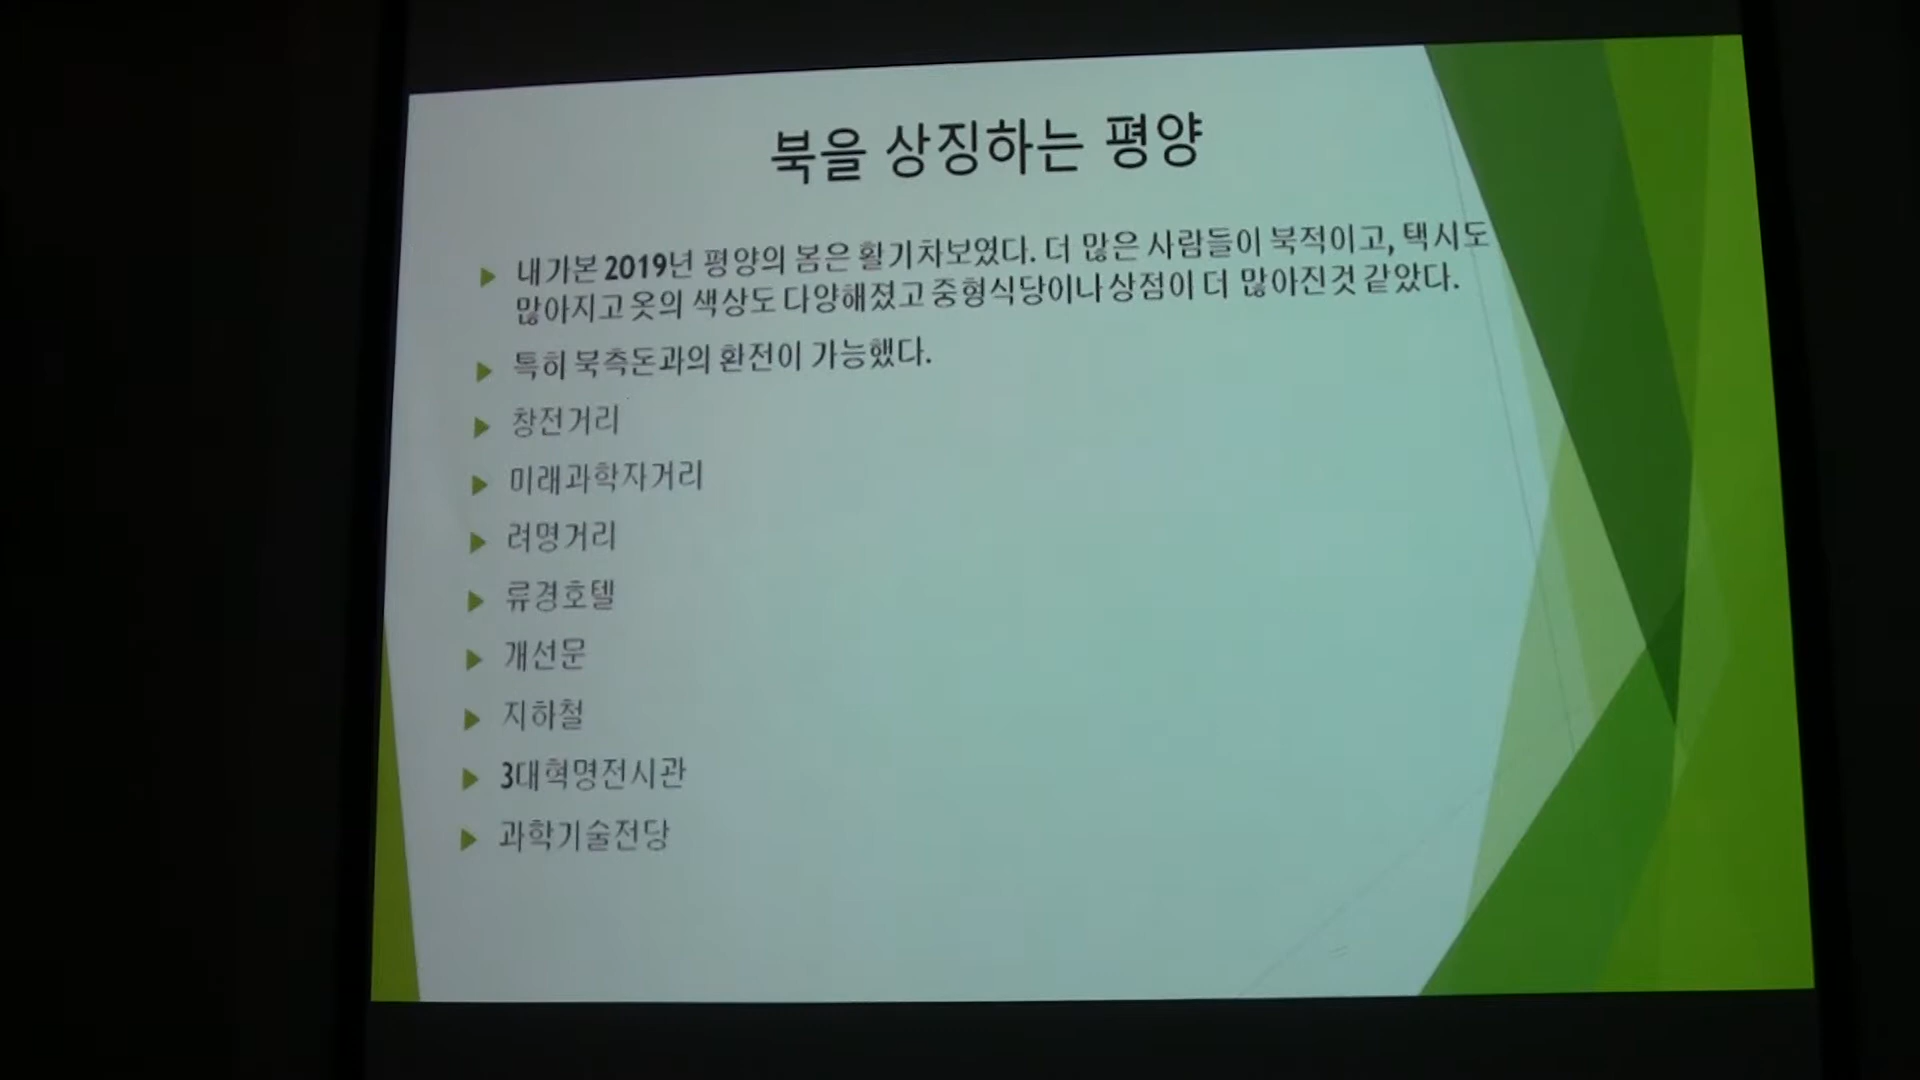 북을 상징하는 평양
내가본 2019년 평양의 봄은 활기차보였다. 더 많은 사람들이 북적이고, 택시도
많아지고 옷의 색상도 다양해졌고 중형식당이나 상점이 더 많아진것 같았다.
특히 북측돈과의 환전이 가능했다.
창전거리
미래과학자거리
려명거리
류경호텔
개선문
지하철
3대혁명전시관
과학기술전당